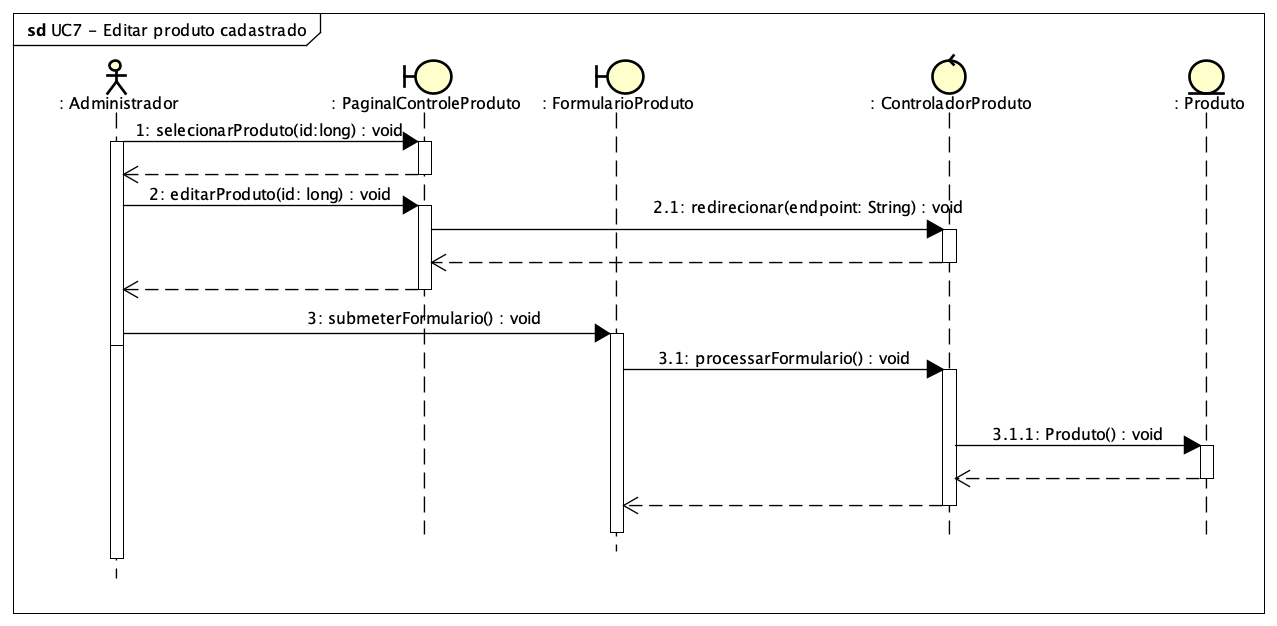 sd UC7 - Editar produto cadastrado
: Administrador
: PaginalControleProduto
: FormularioProduto
: ControladorProduto
: Produto
1: selecionarProduto(id:long) : void
2: editarProduto(id: long) : void
2.1: redirecionar(endpoint: String) : void
3: submeterFormulario() : void
3.1: processarFormulario() : void
3.1.1: Produto() : void